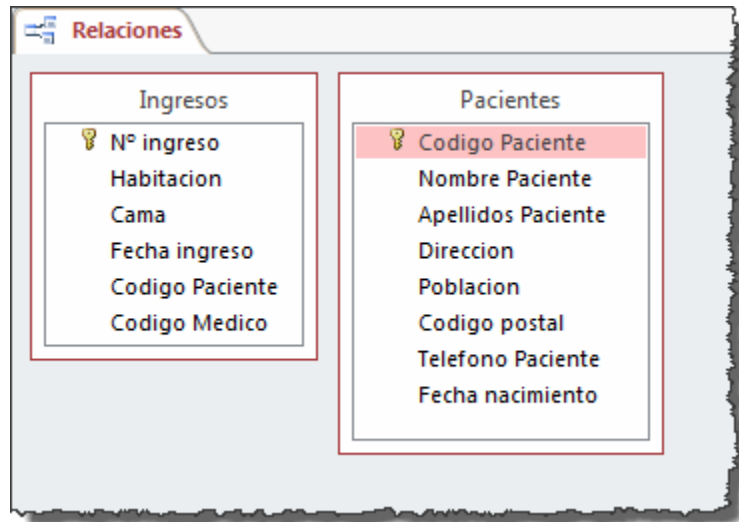 Relaciones
Ingresos
Nº ingreso
Habitacion
Cama
Fecha ingreso
Codigo Paciente
Codigo Medico
Pacientes
Codigo Paciente
Nombre Paciente
Apellidos Paciente
Direccion
Poblacion
Codigo postal
Telefono Paciente
Fecha nacimiento